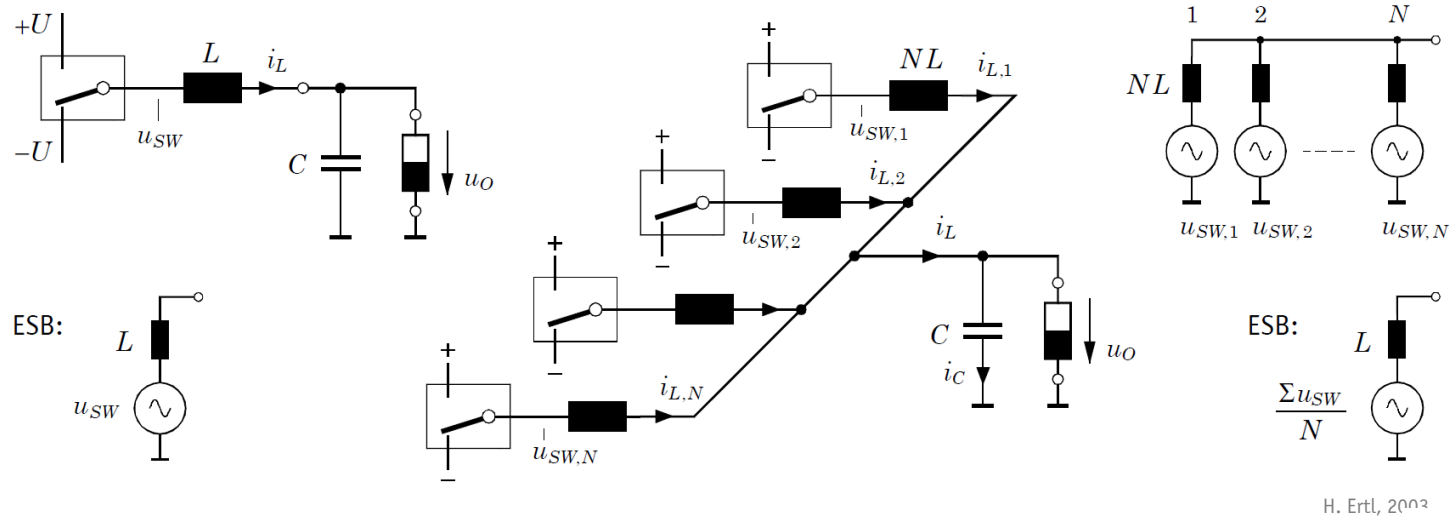 +U
L
i_L
−U
u_SW
C
u_O
ESB:
L
u_SW
+
NL
i_L,1
−
u_SW,1
+
i_L,2
−
u_SW,2
+
−
+
i_L,N
−
u_SW,N
i_L
C
i_C
u_O
1 2 N
NL
u_SW,1 u_SW,2 u_SW,N
ESB:
L
Σu_SW
N
H. Ertl, 2003